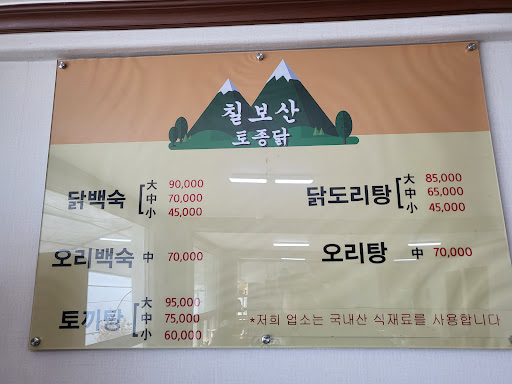 칠보산
토종닭
닭백숙 大 90,000
中 70,000
小 45,000
닭도리탕 大 85,000
中 65,000
小 45,000
오리백숙 中 70,000
오리탕 中 70,000
토끼탕 大 95,000
中 75,000
小 60,000
*저희 업소는 국내산 식재료를 사용합니다